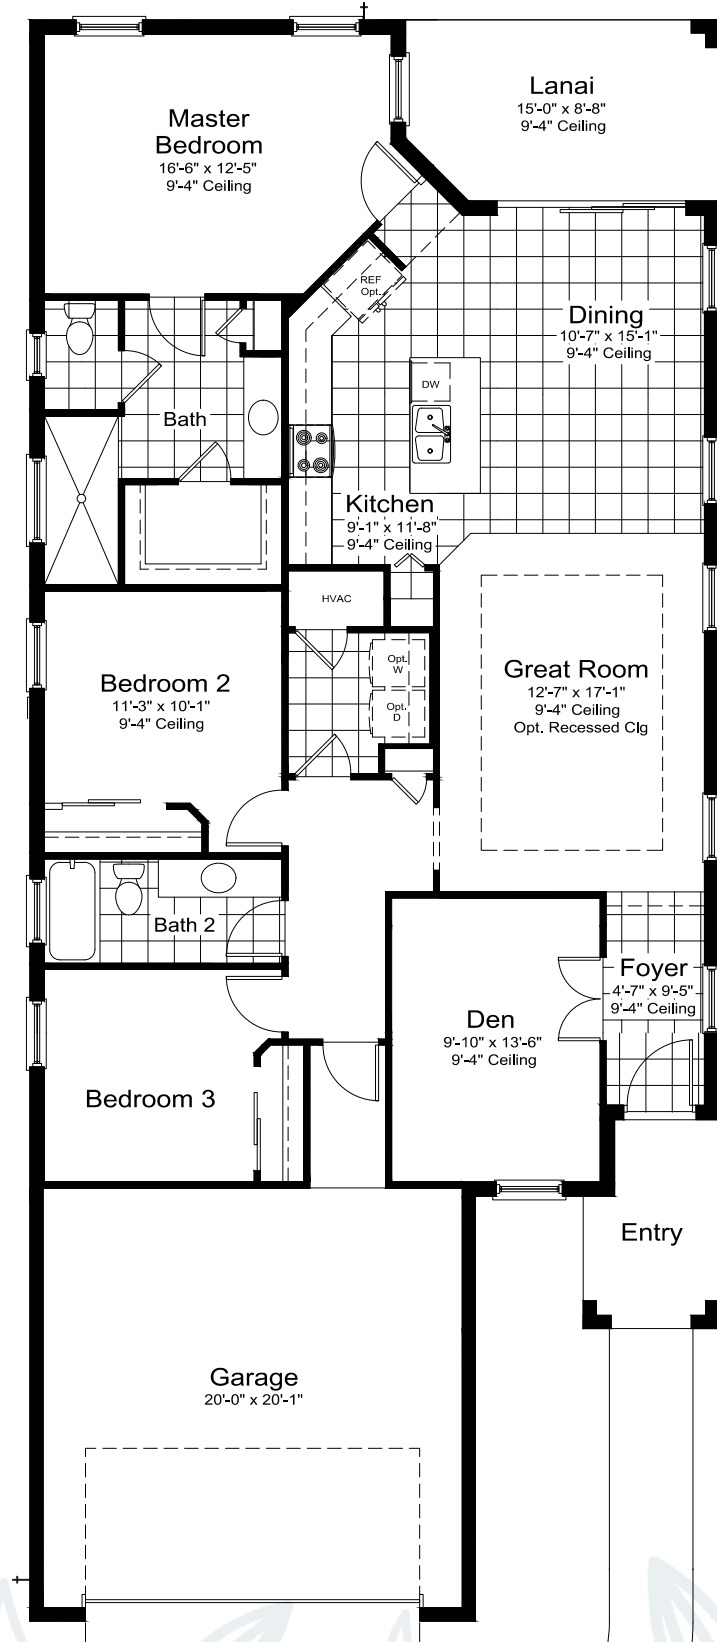 Lanai
15'-0" x 8'-8"
9'-4" Ceiling
Master
Bedroom
16'-6" x 12'-5"
9'-4" Ceiling
REF
Opt.
Dining
10'-7" x 15'-1"
9'-4" Ceiling
DW
Bath
Kitchen
9'-1" x 11'-8"
9'-4" Ceiling
HVAC
Opt.
W
Opt.
D
Great Room
12'-7" x 17'-1"
9'-4" Ceiling
Opt. Recessed Clg
Bedroom 2
11'-3" x 10'-1"
9'-4" Ceiling
Bath 2
Foyer
4'-7" x 9'-5"
9'-4" Ceiling
Den
9'-10" x 13'-6"
9'-4" Ceiling
Bedroom 3
Entry
Garage
20'-0" x 20'-1"